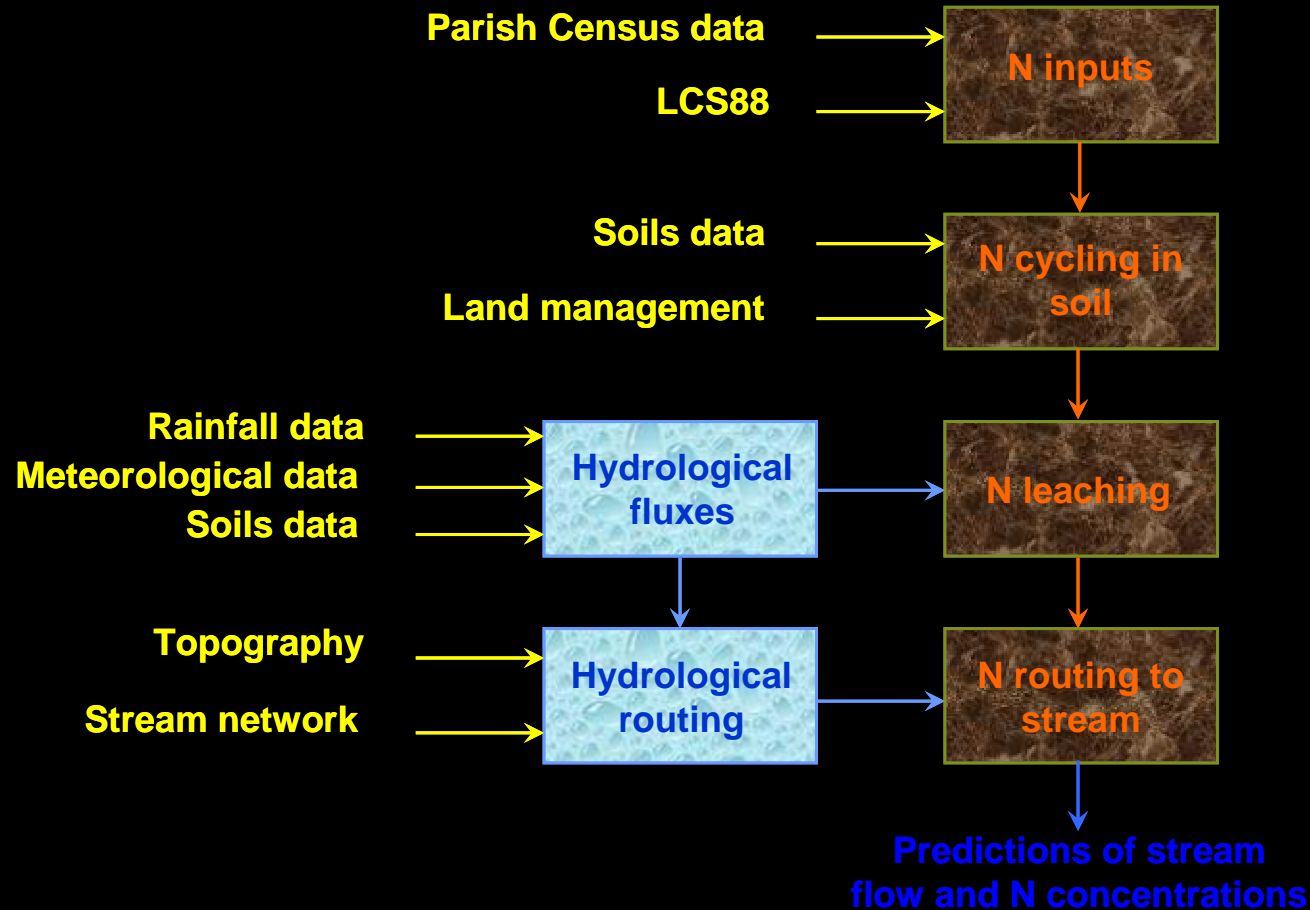 Parish Census data
N inputs
LCS88
Soils data
N cycling in
soil
Land management
Rainfall data
Meteorological data
Soils data
Hydrological
fluxes
N leaching
Topography
Stream network
Hydrological
routing
N routing to
stream
Predictions of stream
flow and N concentrations